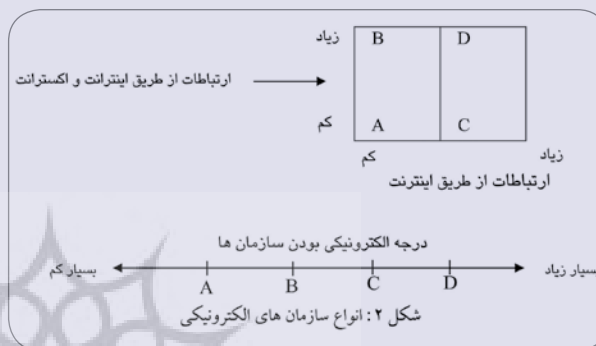 زیاد B D
ارتباطات از طریق اینترانت و اکسترانت
کم A C
کم زیاد
ارتباطات از طریق اینترنت
درجه الکترونیکی بودن سازمان ها
بسیار کم بسیار زیاد
A B C D
شکل ۲: انواع سازمان های الکترونیکی